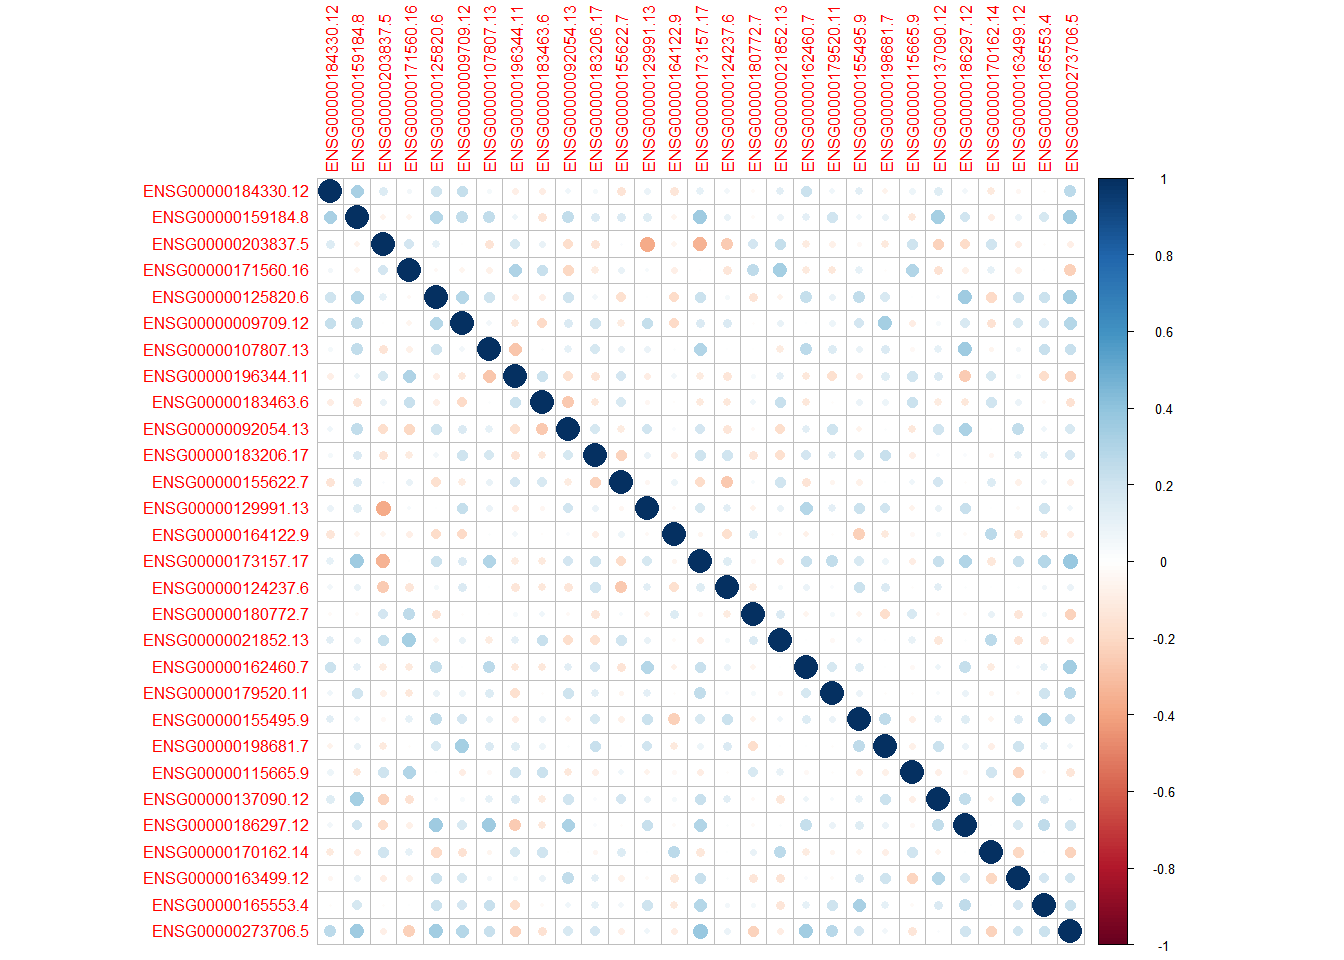 ENSG00000184330.12
ENSG00000159184.8
ENSG00000203837.5
ENSG00000171560.16
ENSG00000125820.6
ENSG00000009709.12
ENSG00000107807.13
ENSG00000196344.11
ENSG00000183463.6
ENSG00000092054.13
ENSG00000183206.17
ENSG00000155622.7
ENSG00000129991.13
ENSG00000164122.9
ENSG00000173157.17
ENSG00000124237.6
ENSG00000180772.7
ENSG00000021852.13
ENSG00000162460.7
ENSG00000179520.11
ENSG00000155495.9
ENSG00000198681.7
ENSG00000115665.9
ENSG00000137090.12
ENSG00000186297.12
ENSG00000170162.14
ENSG00000163499.12
ENSG00000165553.4
ENSG00000273706.5
ENSG00000184330.12
ENSG00000159184.8
ENSG00000203837.5
ENSG00000171560.16
ENSG00000125820.6
ENSG00000009709.12
ENSG00000107807.13
ENSG00000196344.11
ENSG00000183463.6
ENSG00000092054.13
ENSG00000183206.17
ENSG00000155622.7
ENSG00000129991.13
ENSG00000164122.9
ENSG00000173157.17
ENSG00000124237.6
ENSG00000180772.7
ENSG00000021852.13
ENSG00000162460.7
ENSG00000179520.11
ENSG00000155495.9
ENSG00000198681.7
ENSG00000115665.9
ENSG00000137090.12
ENSG00000186297.12
ENSG00000170162.14
ENSG00000163499.12
ENSG00000165553.4
ENSG00000273706.5
1
0.8
0.6
0.4
0.2
0
-0.2
-0.4
-0.6
-0.8
-1